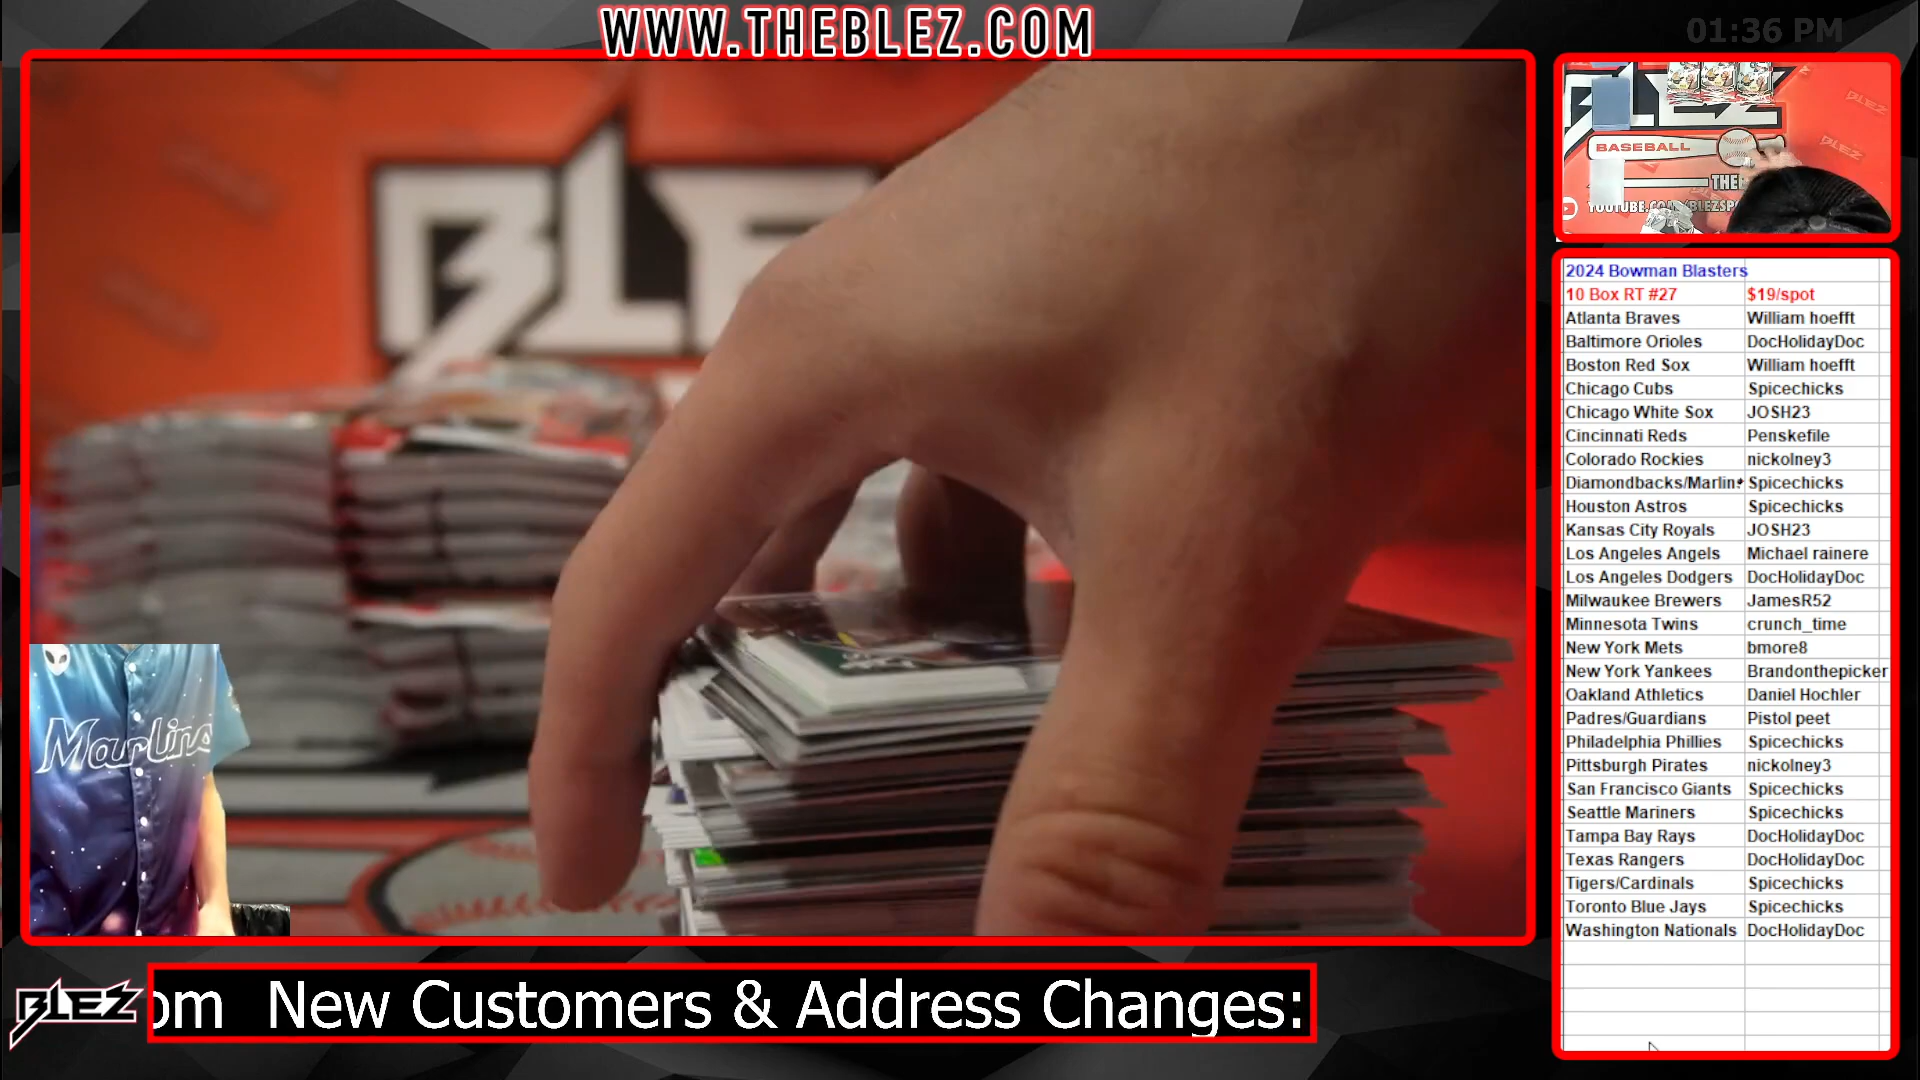 WWW.THEBLEZ.COM
01:36 PM
BLEZ
BASEBALL
THE
BLEZ
BLEZ
Marlins
2024 Bowman Blasters
10 Box RT #27 $19/spot
Atlanta Braves William hoefft
Baltimore Orioles DocHolidayDoc
Boston Red Sox William hoefft
Chicago Cubs Spicechicks
Chicago White Sox JOSH23
Cincinnati Reds Penskefile
Colorado Rockies nickolney3
Diamondbacks/Marlins Spicechicks
Houston Astros Spicechicks
Kansas City Royals JOSH23
Los Angeles Angels Michael rainere
Los Angeles Dodgers DocHolidayDoc
Milwaukee Brewers JamesR52
Minnesota Twins crunch_time
New York Mets bmore8
New York Yankees Brandonthepicker
Oakland Athletics Daniel Hochler
Padres/Guardians Pistol peet
Philadelphia Phillies Spicechicks
Pittsburgh Pirates nickolney3
San Francisco Giants Spicechicks
Seattle Mariners Spicechicks
Tampa Bay Rays DocHolidayDoc
Texas Rangers DocHolidayDoc
Tigers/Cardinals Spicechicks
Toronto Blue Jays Spicechicks
Washington Nationals DocHolidayDoc
BLEZ
om New Customers & Address Changes: